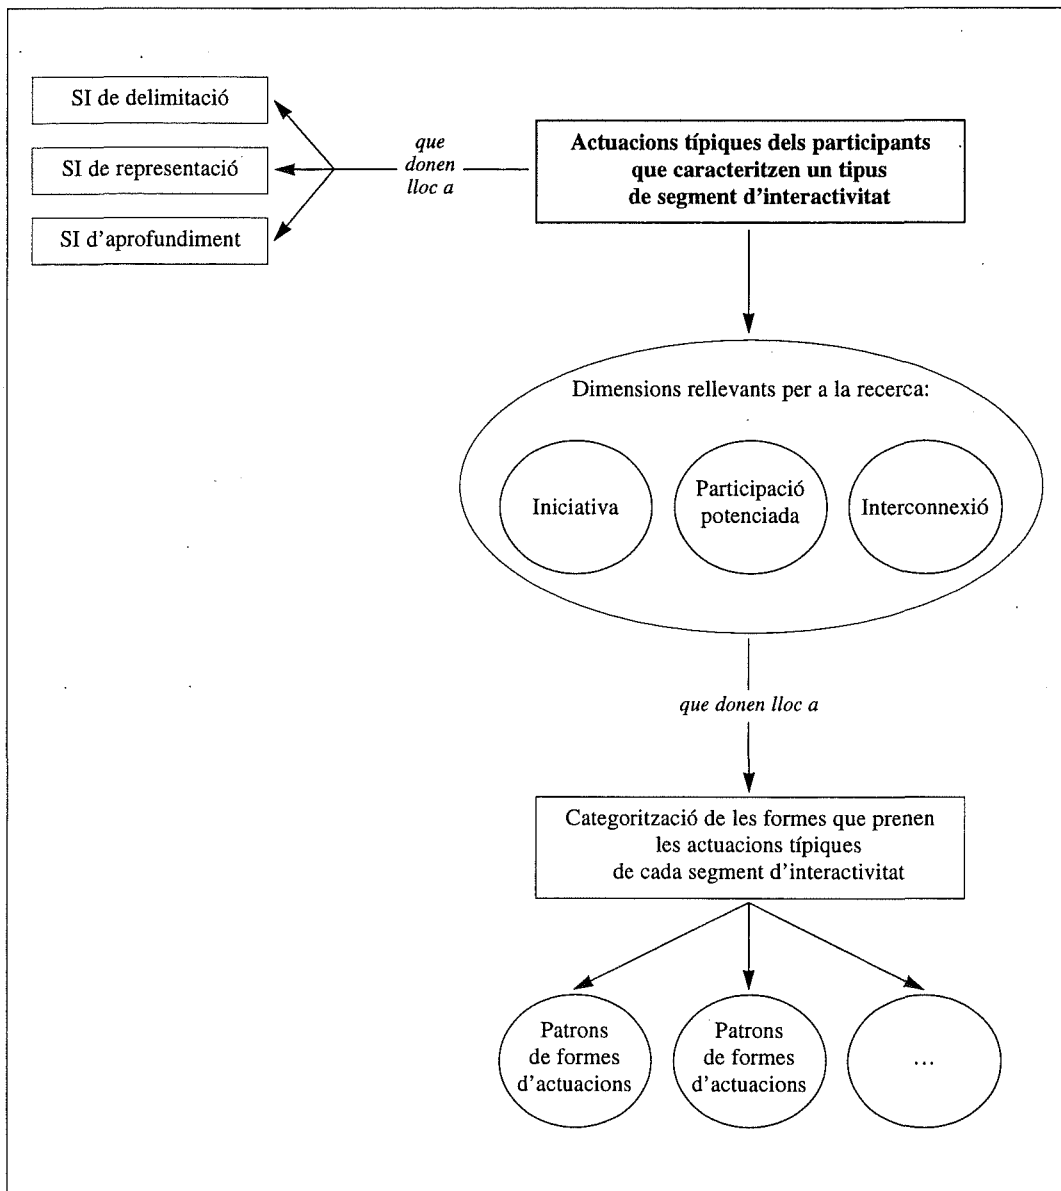 SI de delimitació
SI de representació
SI d'aprofundiment
que
donen
lloc a
Actuacions típiques dels participants
que caracteritzen un tipus
de segment d'interactivitat
Dimensions rellevants per a la recerca:
Iniciativa
Participació
potenciada
Interconnexió
que donen lloc a
Categorització de les formes que prenen
les actuacions típiques
de cada segment d'interactivitat
Patrons
de formes
d'actuacions
Patrons
de formes
d'actuacions
...